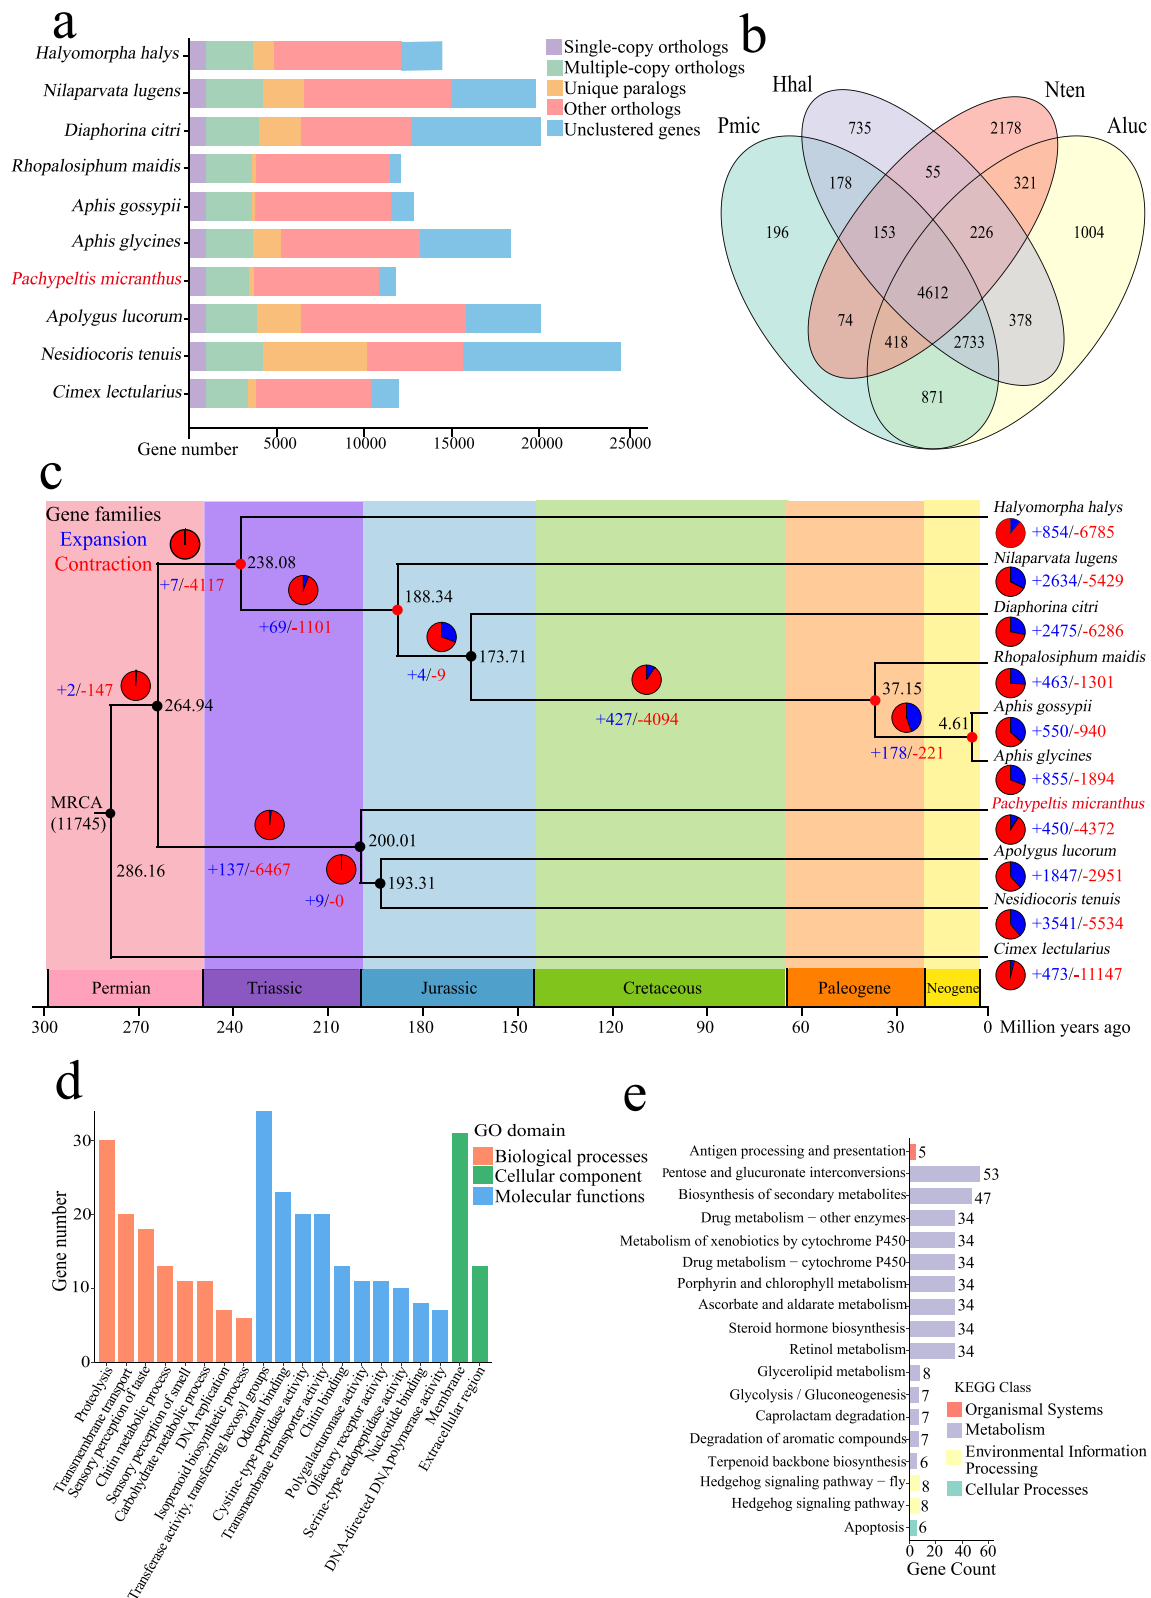 a
Halyomorpha halys
Nilaparvata lugens
Diaphorina citri
Rhopalosiphum maidis
Aphis gossypii
Aphis glycines
Pachypeltis micranthus
Apolygus lucorum
Nesidiocoris tenuis
Cimex lectularius
Single-copy orthologs
Multiple-copy orthologs
Unique paralogs
Other orthologs
Unclustered genes
5000 10000 15000 20000 25000
Gene number
b
Hhal
Nten
Pmic
Aluc
735
2178
55
178
321
196
153
226
1004
4612
74
378
418
2733
871
c
Gene families
Expansion
Contraction
+7/-4117
238.08
+69/-1101
188.34
+4/-9
173.71
+2/-147
264.94
+427/-4094
37.15
4.61
+178/-221
MRCA
(11745)
286.16
+137/-6467
200.01
+9/-0
193.31
Halyomorpha halys
+854/-6785
Nilaparvata lugens
+2634/-5429
Diaphorina citri
+2475/-6286
Rhopalosiphum maidis
+463/-1301
Aphis gossypii
+550/-940
Aphis glycines
+855/-1894
Pachypeltis micranthus
+450/-4372
Apolygus lucorum
+1847/-2951
Nesidiocoris tenuis
+3541/-5534
Cimex lectularius
+473/-11147
Permian Triassic Jurassic Cretaceous Paleogene Neogene
300 270 240 210 180 150 120 90 60 30 0 Million years ago
d
Gene number
30
20
10
0
GO domain
Biological processes
Cellular component
Molecular functions
Proteolysis
Transmembrane transport
Sensory perception of taste
Chitin metabolic process
Sensory perception of smell
Carbohydrate metabolic process
DNA replication
Isoprenoid biosynthetic process
Transferase activity, transferring hexosyl groups
Odorant binding
Cystine-type peptidase activity
Transmembrane transporter activity
Chitin binding
Polygalacturonase activity
Olfactory receptor activity
Serine-type endopeptidase activity
Nucleotide binding
DNA-directed DNA polymerase activity
Membrane
Extracellular region
e
Antigen processing and presentation 5
Pentose and glucuronate interconversions 53
Biosynthesis of secondary metabolites 47
Drug metabolism − other enzymes 34
Metabolism of xenobiotics by cytochrome P450 34
Drug metabolism − cytochrome P450 34
Porphyrin and chlorophyll metabolism 34
Ascorbate and aldarate metabolism 34
Steroid hormone biosynthesis 34
Retinol metabolism 34
Glycerolipid metabolism 8
Glycolysis / Gluconeogenesis 7
Caprolactam degradation 7
Degradation of aromatic compounds 7
Terpenoid backbone biosynthesis 6
Hedgehog signaling pathway − fly 8
Hedgehog signaling pathway 8
Apoptosis 6
0 20 40 60
Gene Count
KEGG Class
Organismal Systems
Metabolism
Environmental Information
Processing
Cellular Processes